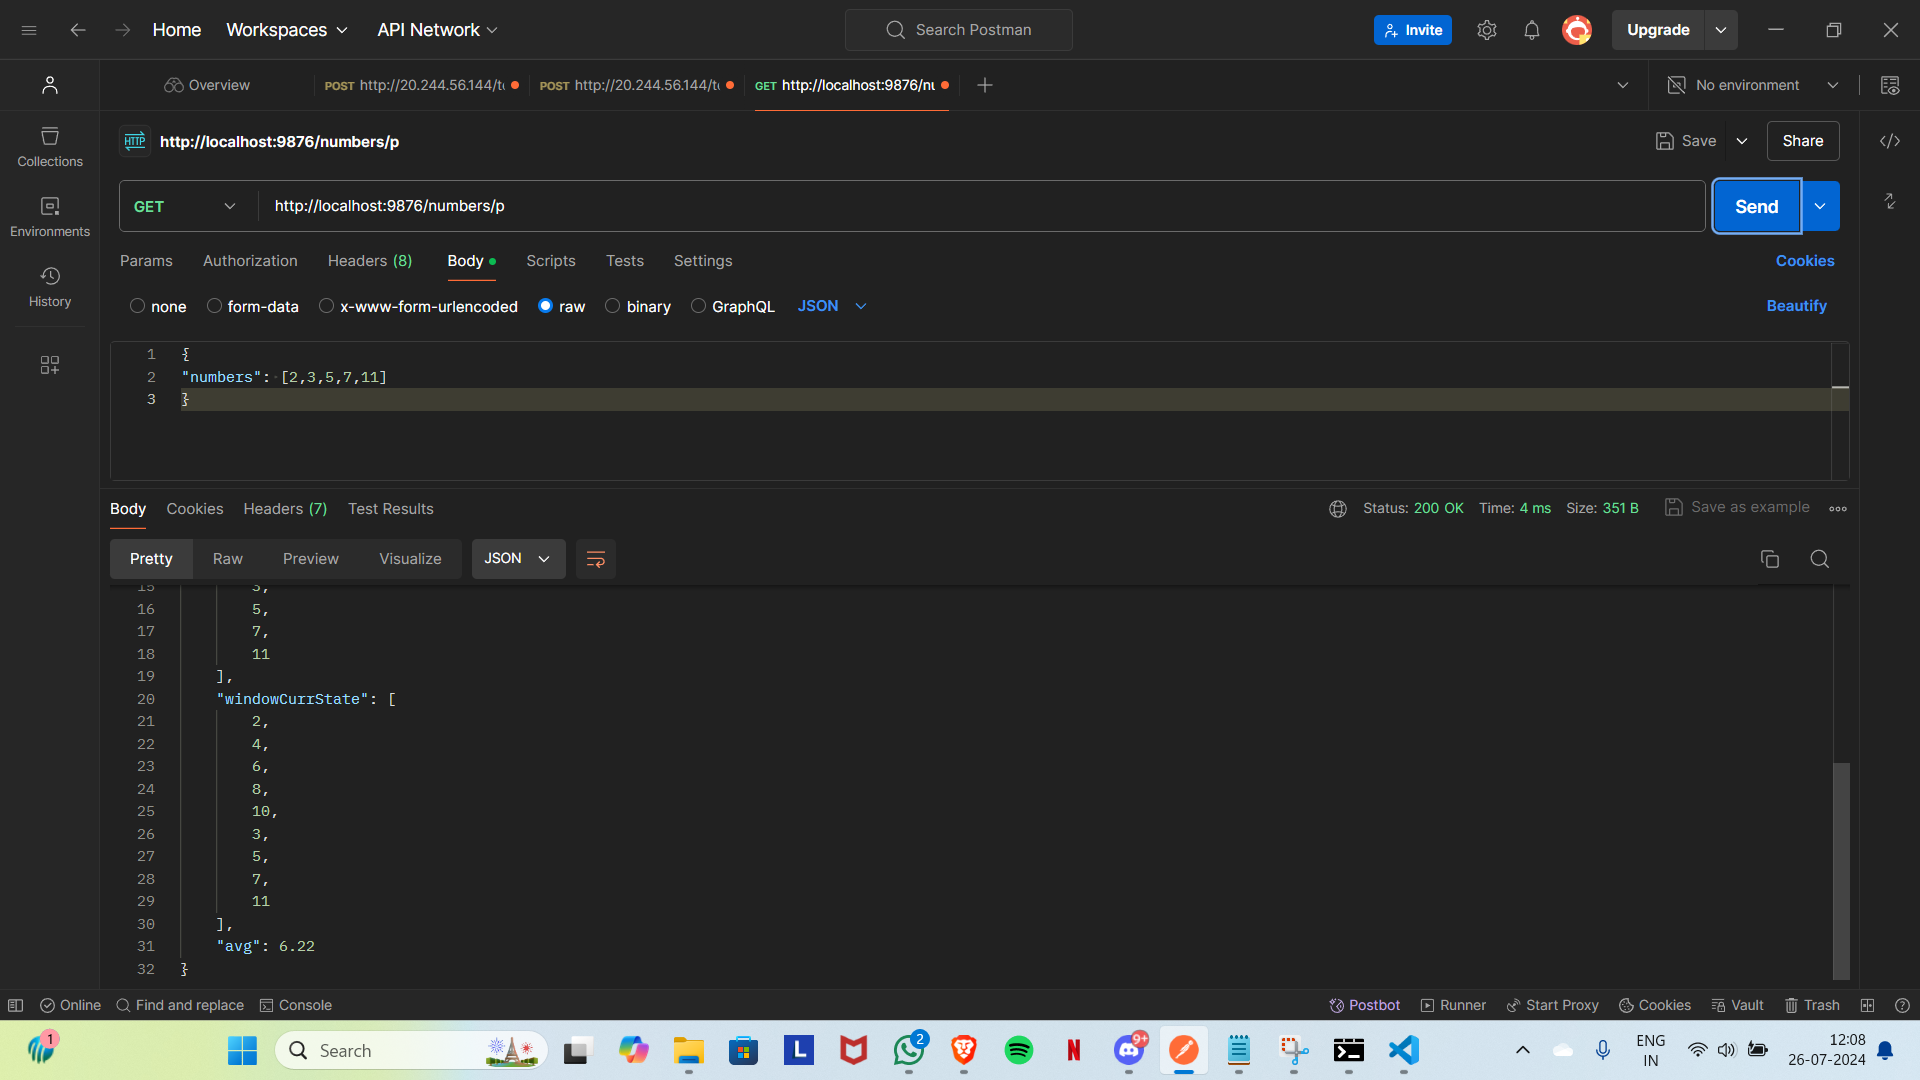 Home Workspaces API Network Search Postman Invite Upgrade
Overview POST http://20.244.56.144/t POST http://20.244.56.144/t GET http://localhost:9876/nu No environment
HTTP http://localhost:9876/numbers/p Save Share
GET http://localhost:9876/numbers/p Send
Collections
Environments
History
Params Authorization Headers (8) Body Scripts Tests Settings Cookies
none form-data x-www-form-urlencoded raw binary GraphQL JSON Beautify
1 {
2 "numbers": [2,3,5,7,11]
3 }
Body Cookies Headers (7) Test Results Status: 200 OK Time: 4 ms Size: 351 B Save as example
Pretty Raw Preview Visualize JSON
15 3,
16 5,
17 7,
18 11
19 ],
20 "windowCurrState": [
21 2,
22 4,
23 6,
24 8,
25 10,
26 3,
27 5,
28 7,
29 11
30 ],
31 "avg": 6.22
32 }
Online Find and replace Console Postbot Runner Start Proxy Cookies Vault Trash
1 Search L 2 N 9+ ENG 12:08
IN 26-07-2024